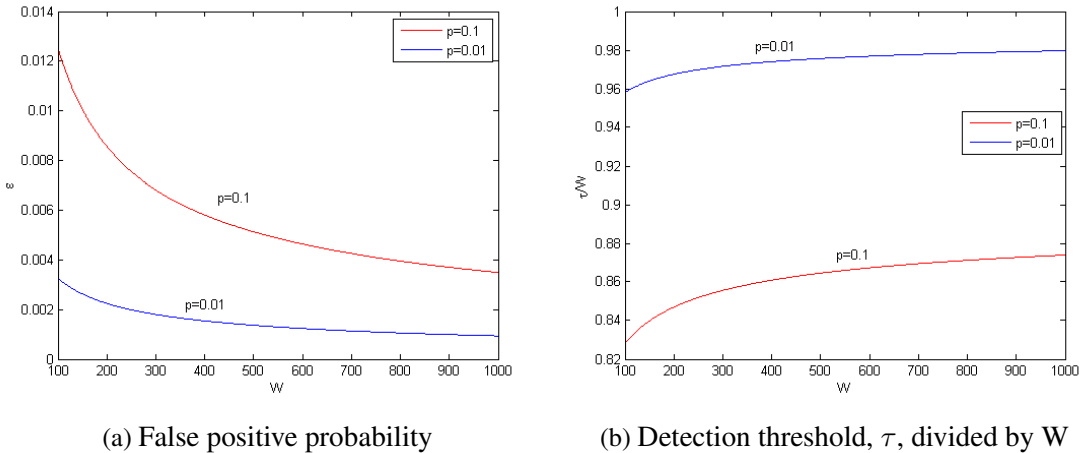 0.014
0.012
0.01
0.008
0.006
0.004
0.002
0
ε
p=0.1
p=0.01
p=0.1
p=0.01
100 200 300 400 500 600 700 800 900 1000
W
(a) False positive probability
1
0.98
0.96
0.94
0.92
0.9
0.88
0.86
0.84
0.82
τ/W
p=0.01
p=0.1
p=0.01
p=0.1
100 200 300 400 500 600 700 800 900 1000
W
(b) Detection threshold, τ, divided by W